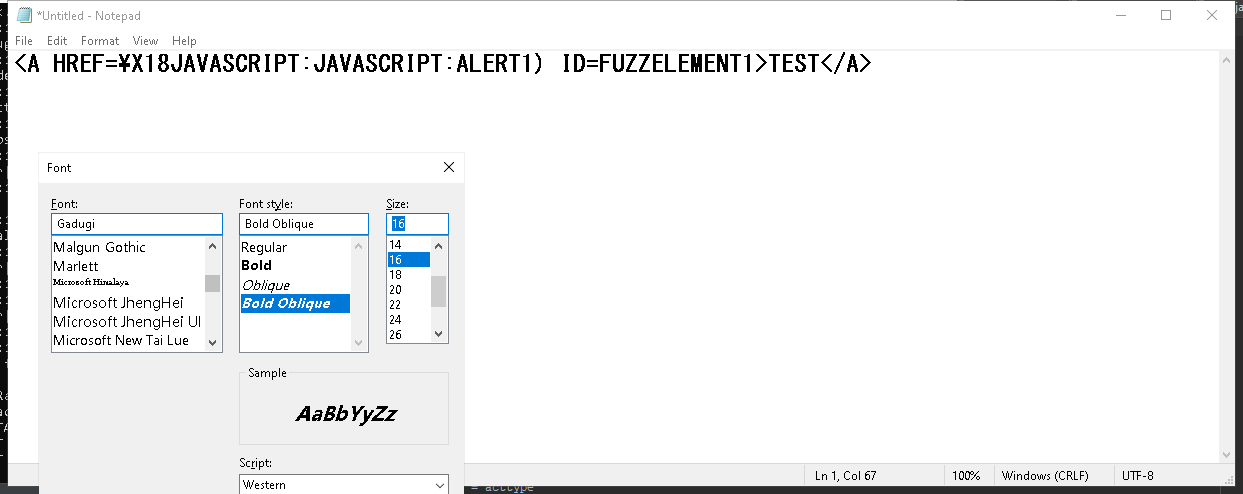 *Untitled - Notepad
File Edit Format View Help
<A HREF=¥X18JAVASCRIPT:JAVASCRIPT:ALERT1) ID=FUZZELEMENT1>TEST</A>
Font
Font: Font style: Size:
Gadugi Bold Oblique 16
Malgun Gothic Regular 14
Marlett Bold 16
Microsoft Himalaya Oblique 18
Microsoft JhengHei Bold Oblique 20
Microsoft JhengHei UI 22
Microsoft New Tai Lue 24
26
Sample
AaBbYyZz
Script:
Western
Ln 1, Col 67 100% Windows (CRLF) UTF-8
= acctype